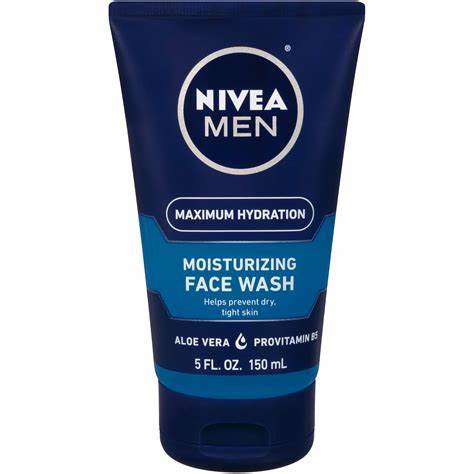 ®
NIVEA
MEN
MAXIMUM HYDRATION
MOISTURIZING
FACE WASH
Helps prevent dry,
tight skin
ALOE VERA PROVITAMIN B5
5 FL. OZ. 150 mL